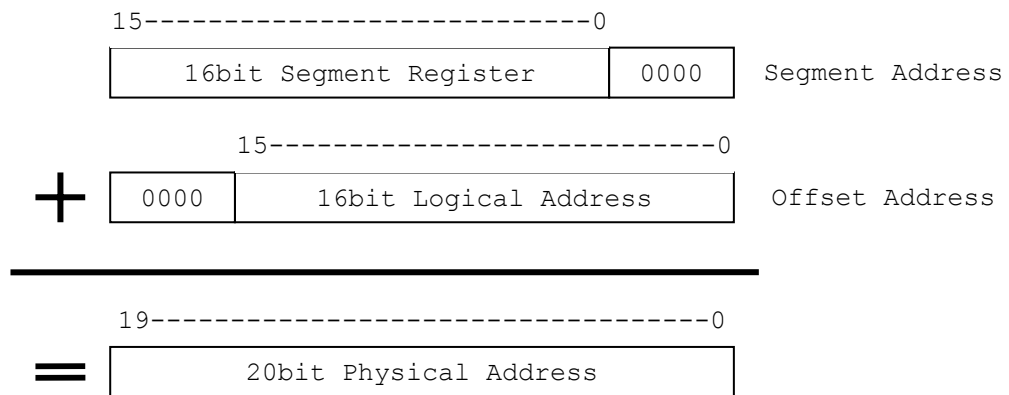 15----------------------------0
16bit Segment Register 0000 Segment Address
15----------------------------0
+ 0000 16bit Logical Address Offset Address
19-----------------------------------0
= 20bit Physical Address